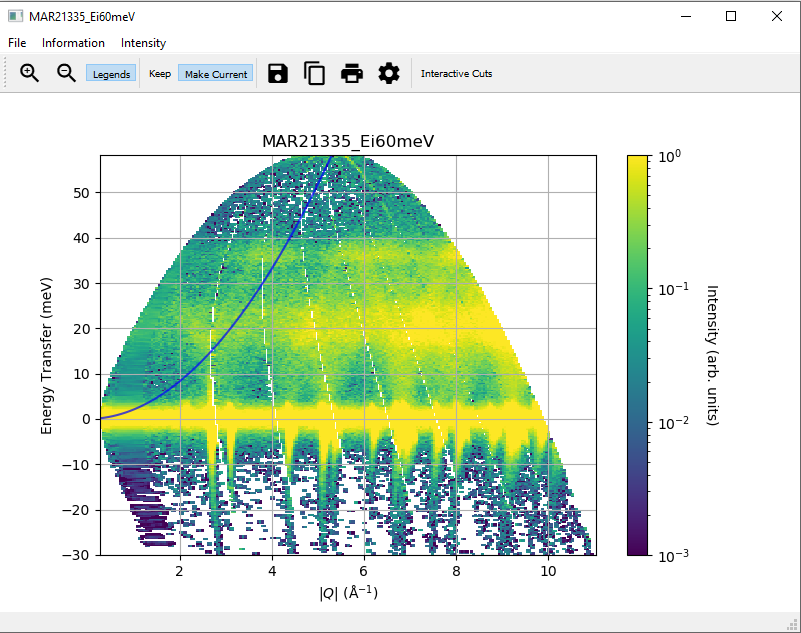 MAR21335_Ei60meV
File Information Intensity
Legends Keep Make Current Interactive Cuts
MAR21335_Ei60meV
50
40
30
20
10
0
−10
−20
−30
Energy Transfer (meV)
2 4 6 8 10
|Q| (Å⁻¹)
10⁰
10⁻¹
10⁻²
10⁻³
Intensity (arb. units)